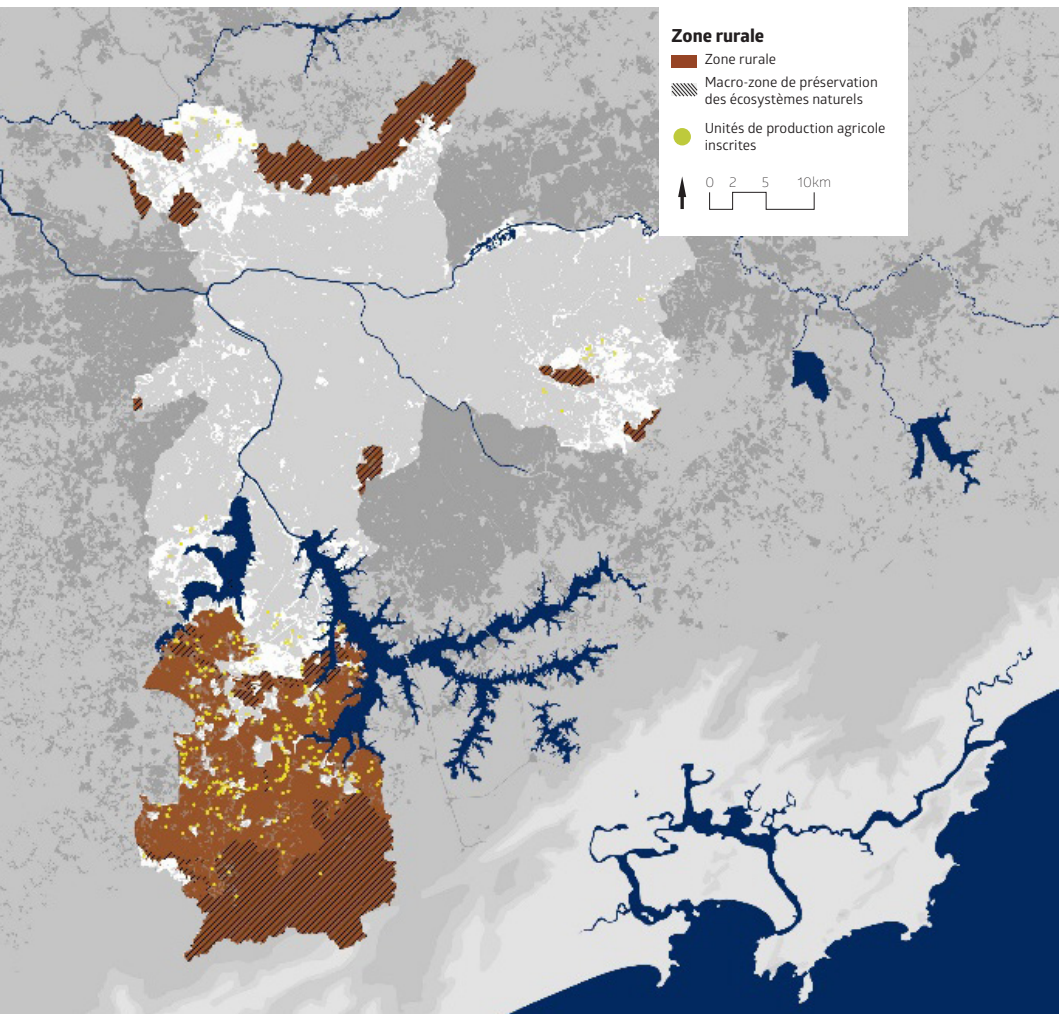 Zone rurale
Zone rurale
Macro-zone de préservation
des écosystèmes naturels
Unités de production agricole
inscrites
0 2 5 10km